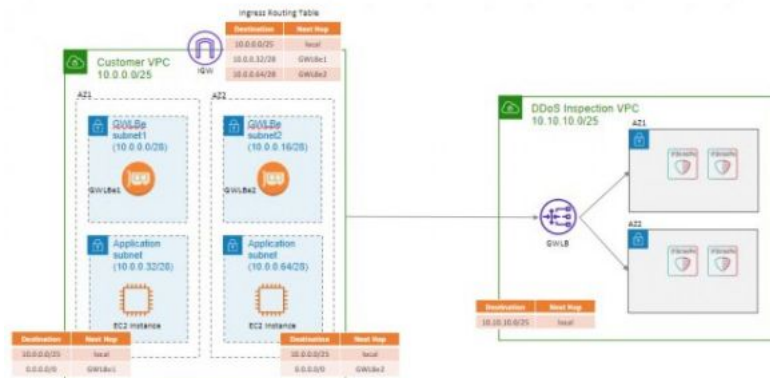 Ingress Routing Table
Destination Next Hop
10.0.0.0/25 local
10.0.0.32/28 GWLBe1
10.0.0.64/28 GWLBe2
IGW
Customer VPC
10.0.0.0/25
AZ1
AZ2
GWLBe
subnet1
(10.0.0.0/28)
GWLBe1
GWLBe
subnet2
(10.0.0.16/28)
GWLBe2
Application
subnet
(10.0.0.32/28)
EC2 Instance
Application
subnet
(10.0.0.64/28)
EC2 Instance
Destination Next Hop
10.0.0.0/25 local
0.0.0.0/0 GWLBe1
Destination Next Hop
10.0.0.0/25 local
0.0.0.0/0 GWLBe2
DDoS Inspection VPC
10.10.10.0/25
GWLB
AZ1
AZ2
Destination Next Hop
10.10.10.0/25 local